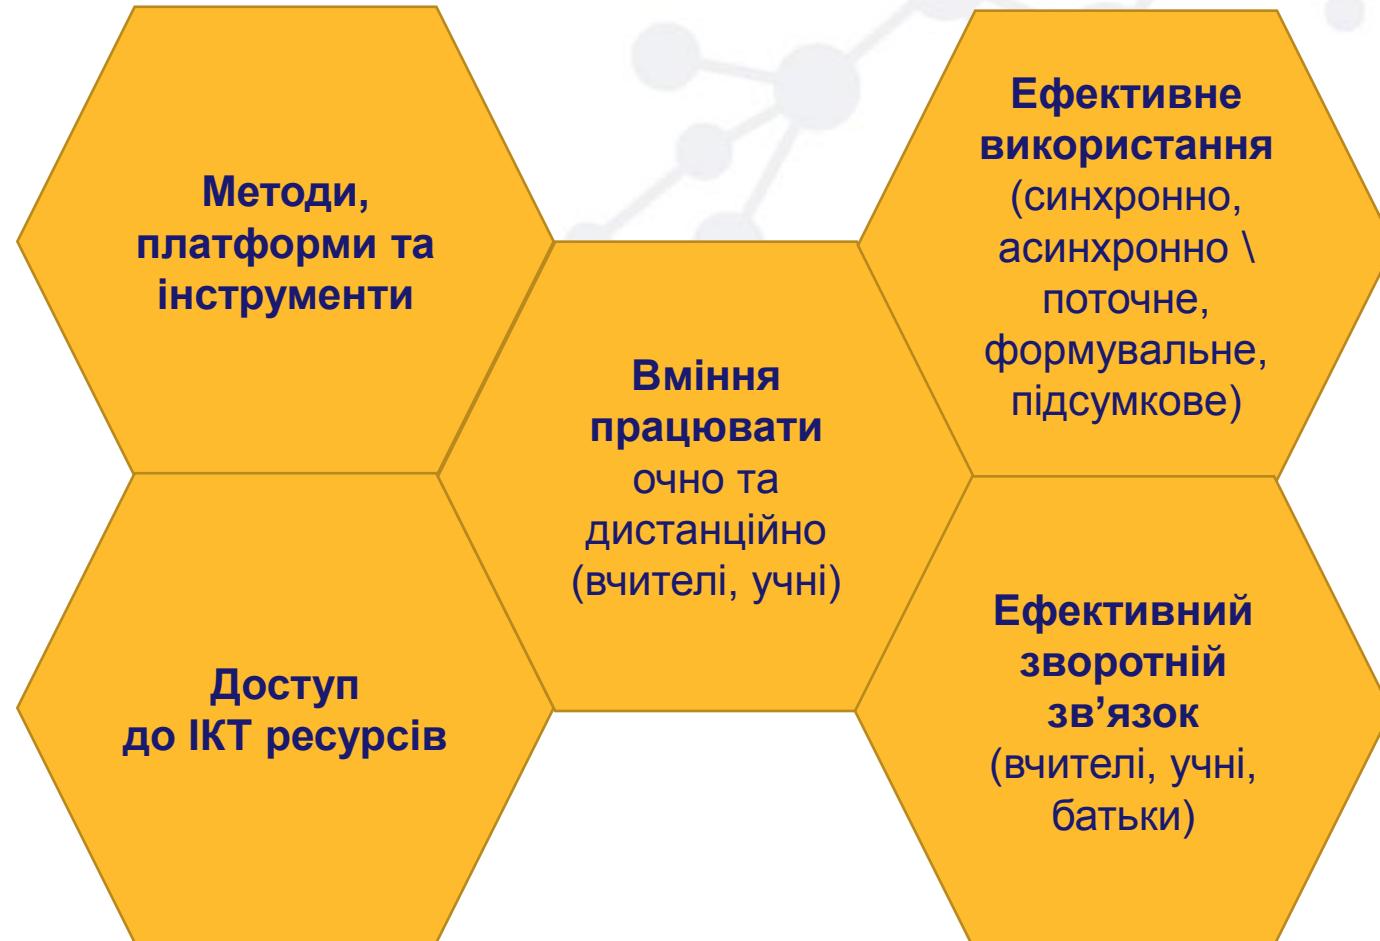 Методи,
платформи та
інструменти
Доступ
до ІКТ ресурсів
Вміння
працювати
очно та
дистанційно
(вчителі, учні)
Ефективне
використання
(синхронно,
асинхронно \
поточне,
формувальне,
підсумкове)
Ефективний
зворотній
зв’язок
(вчителі, учні,
батьки)